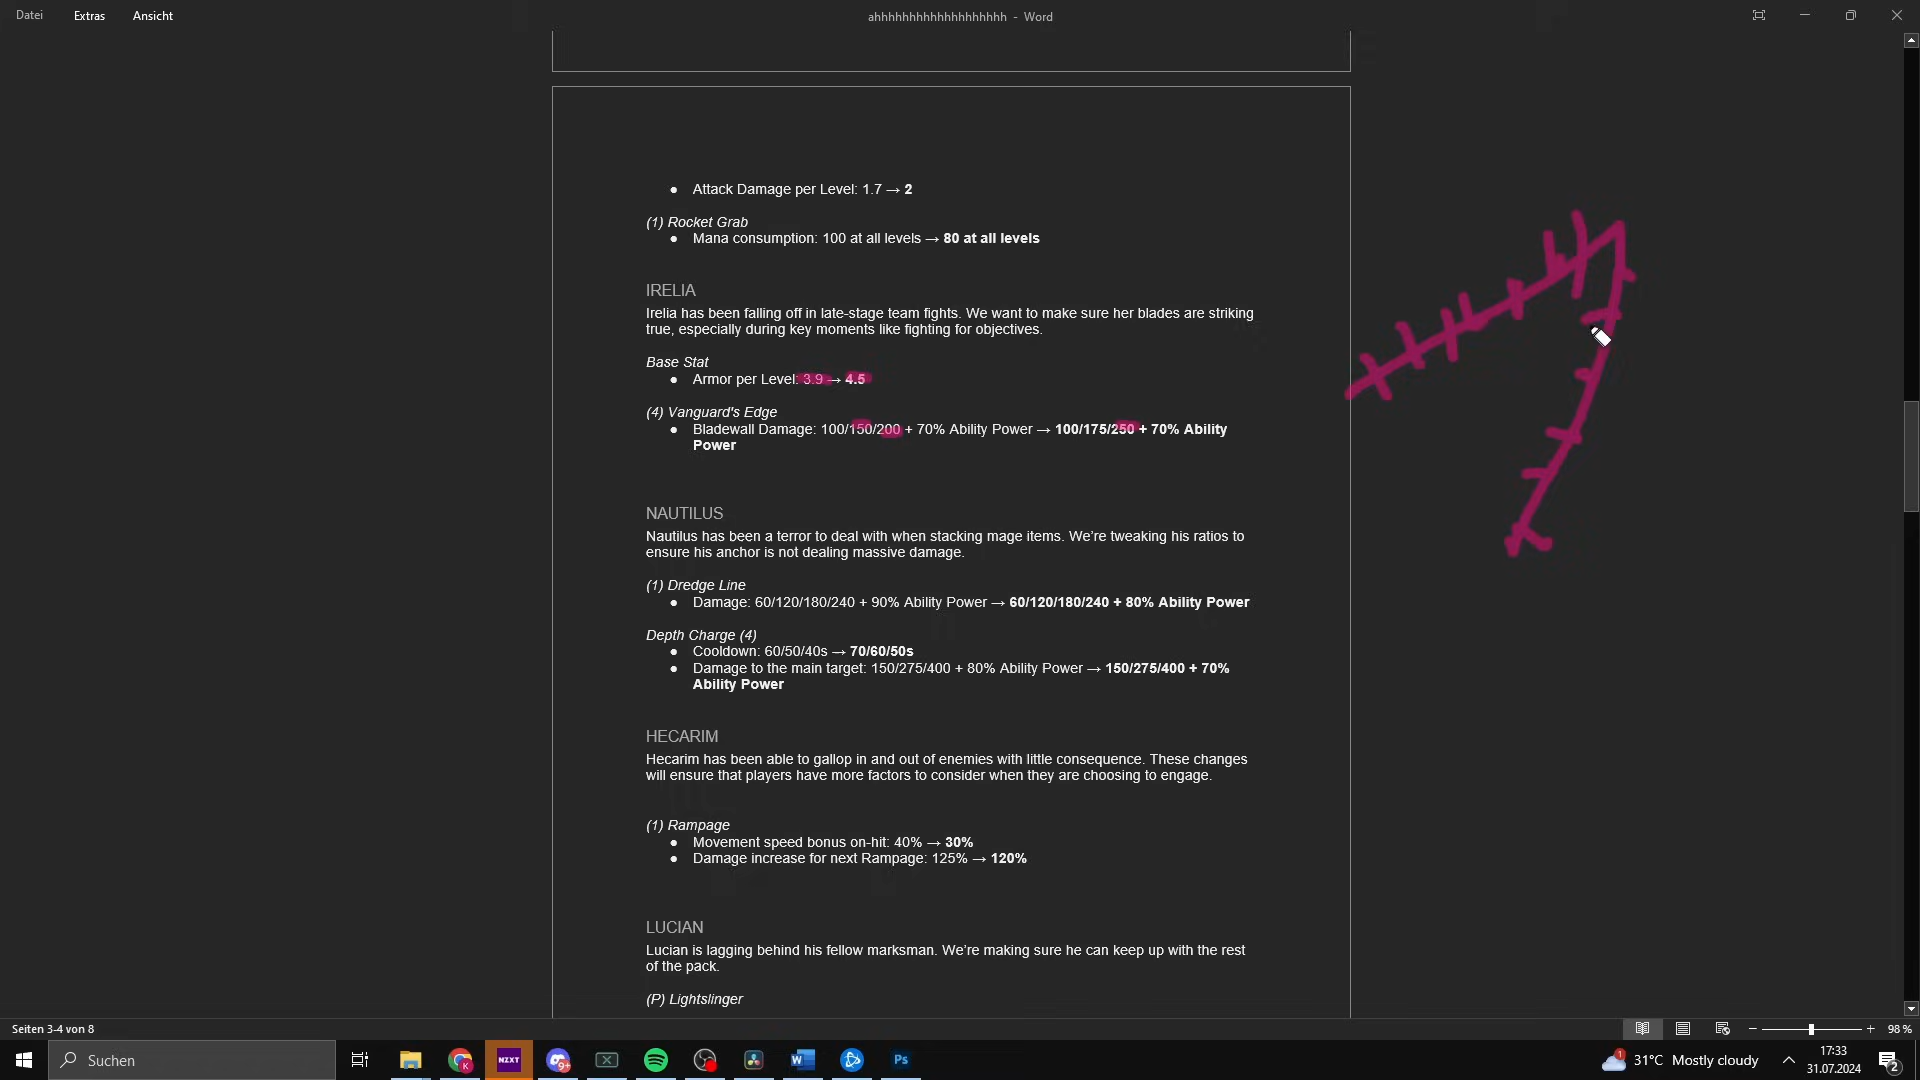 Datei Extras Ansicht ahhhhhhhhhhhhhhhhhhh - Word
• Attack Damage per Level: 1.7 → 2
(1) Rocket Grab
• Mana consumption: 100 at all levels → 80 at all levels
IRELIA
Irelia has been falling off in late-stage team fights. We want to make sure her blades are striking
true, especially during key moments like fighting for objectives.
Base Stat
• Armor per Level: 3.9 → 4.5
(4) Vanguard's Edge
• Bladewall Damage: 100/150/200 + 70% Ability Power → 100/175/250 + 70% Ability
Power
NAUTILUS
Nautilus has been a terror to deal with when stacking mage items. We're tweaking his ratios to
ensure his anchor is not dealing massive damage.
(1) Dredge Line
• Damage: 60/120/180/240 + 90% Ability Power → 60/120/180/240 + 80% Ability Power
Depth Charge (4)
• Cooldown: 60/50/40s → 70/60/50s
• Damage to the main target: 150/275/400 + 80% Ability Power → 150/275/400 + 70%
Ability Power
HECARIM
Hecarim has been able to gallop in and out of enemies with little consequence. These changes
will ensure that players have more factors to consider when they are choosing to engage.
(1) Rampage
• Movement speed bonus on-hit: 40% → 30%
• Damage increase for next Rampage: 125% → 120%
LUCIAN
Lucian is lagging behind his fellow marksman. We're making sure he can keep up with the rest
of the pack.
(P) Lightslinger
Seiten 3-4 von 8
98 %
Suchen
NZXT
9+
W
Ps
1
31°C Mostly cloudy
17:33
31.07.2024
2